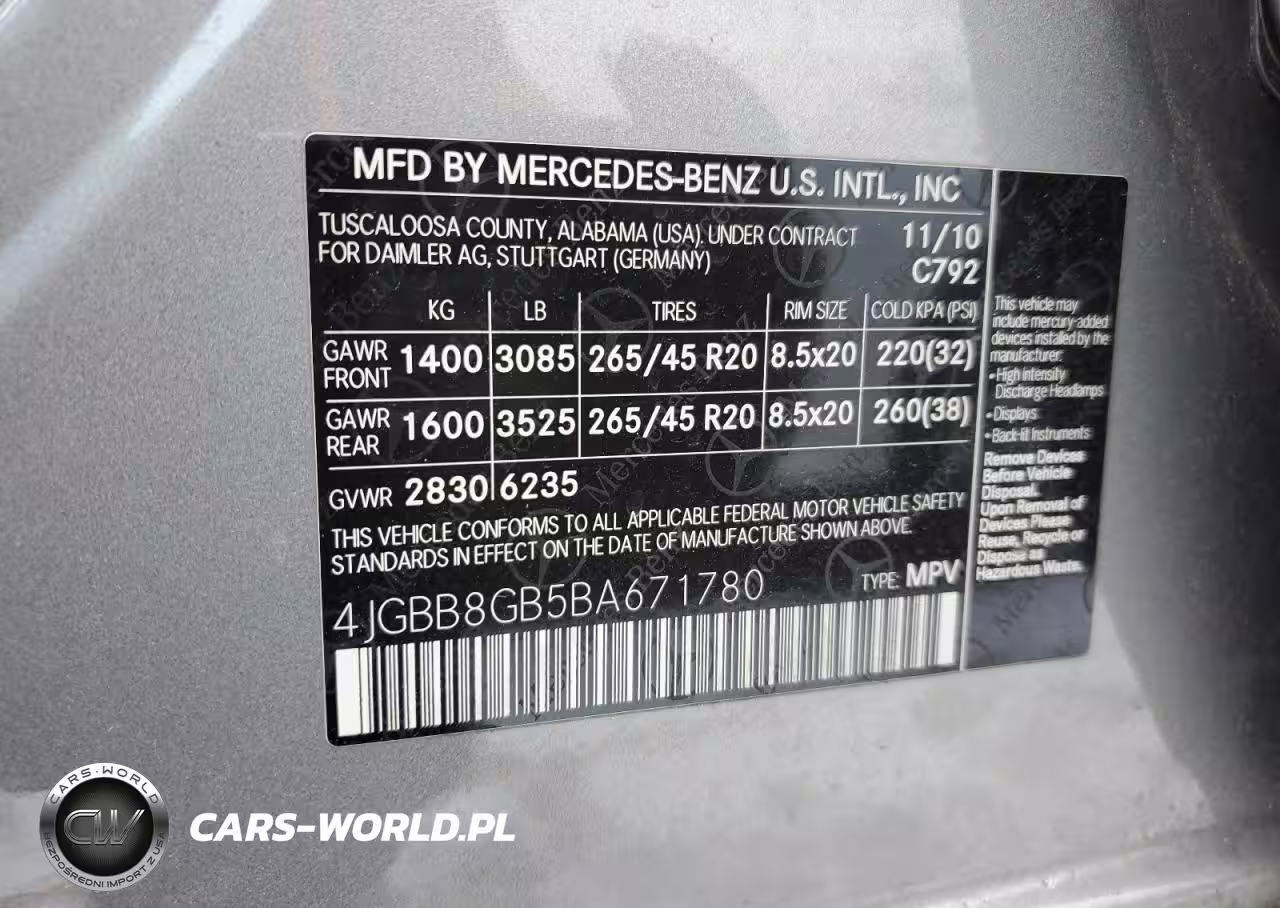 MFD BY MERCEDES-BENZ U.S. INTL., INC
TUSCALOOSA COUNTY, ALABAMA (USA). UNDER CONTRACT
FOR DAIMLER AG, STUTTGART (GERMANY)
11/10
C792
KG LB TIRES RIM SIZE COLD KPA (PSI)
GAWR FRONT 1400 3085 265/45 R20 8.5x20 220(32)
GAWR REAR 1600 3525 265/45 R20 8.5x20 260(38)
GVWR 2830 6235
THIS VEHICLE CONFORMS TO ALL APPLICABLE FEDERAL MOTOR VEHICLE SAFETY
STANDARDS IN EFFECT ON THE DATE OF MANUFACTURE SHOWN ABOVE.
4JGBB8GB5BA671780 TYPE: MPV
This vehicle may
include mercury-added
devices installed by the
manufacturer:
• High Intensity
Discharge Headlamps
• Displays
• Back-lit Instruments
Remove Devices
Before Vehicle
Disposal.
Upon Removal of
Devices Please
Reuse, Recycle or
Dispose as
Hazardous Waste.
CARS-WORLD
CW
BEZPOŚREDNI IMPORT Z USA
CARS-WORLD.PL